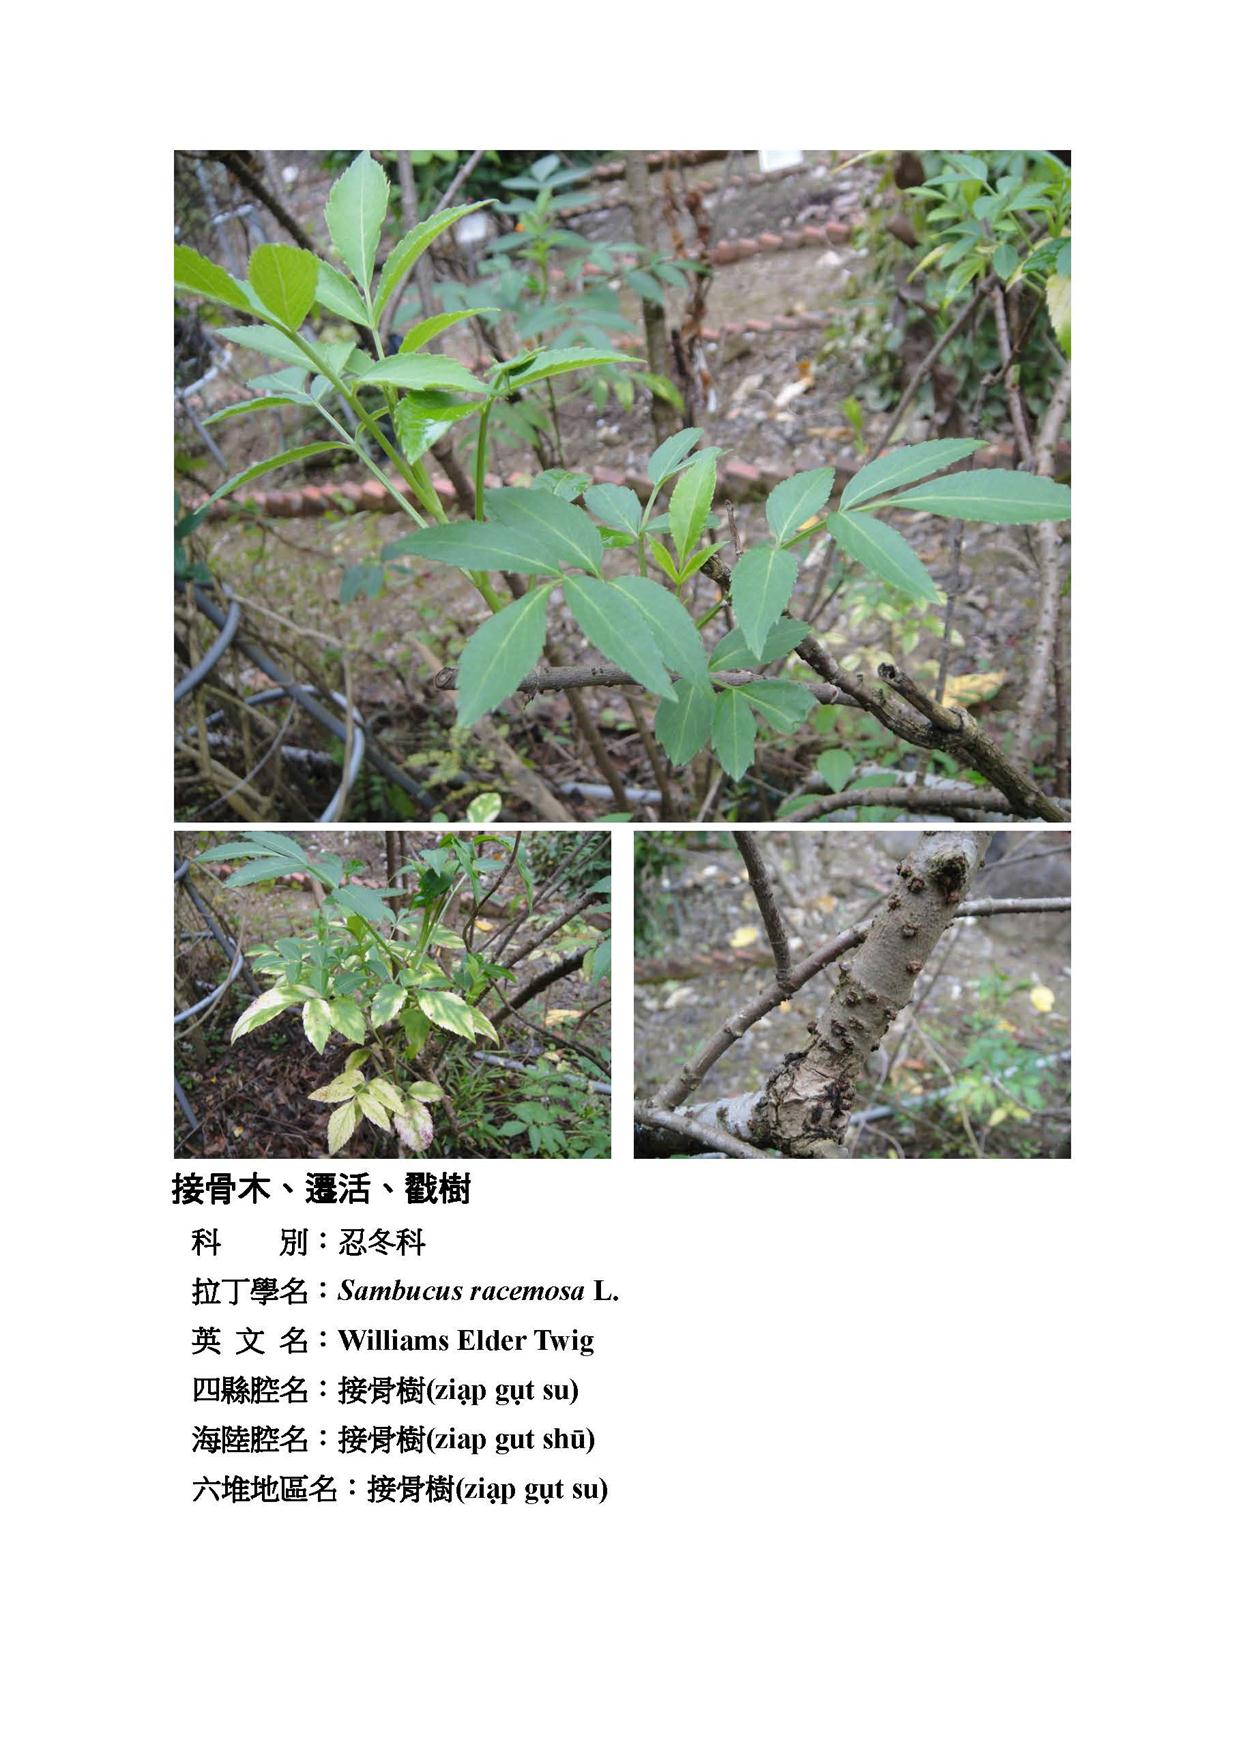 接骨木、遷活、戳樹
科　　別：忍冬科
拉丁學名：Sambucus racemosa L.
英 文 名：Williams Elder Twig
四縣腔名：接骨樹(ziạp gụt su)
海陸腔名：接骨樹(ziap gut shū)
六堆地區名：接骨樹(ziạp gụt su)